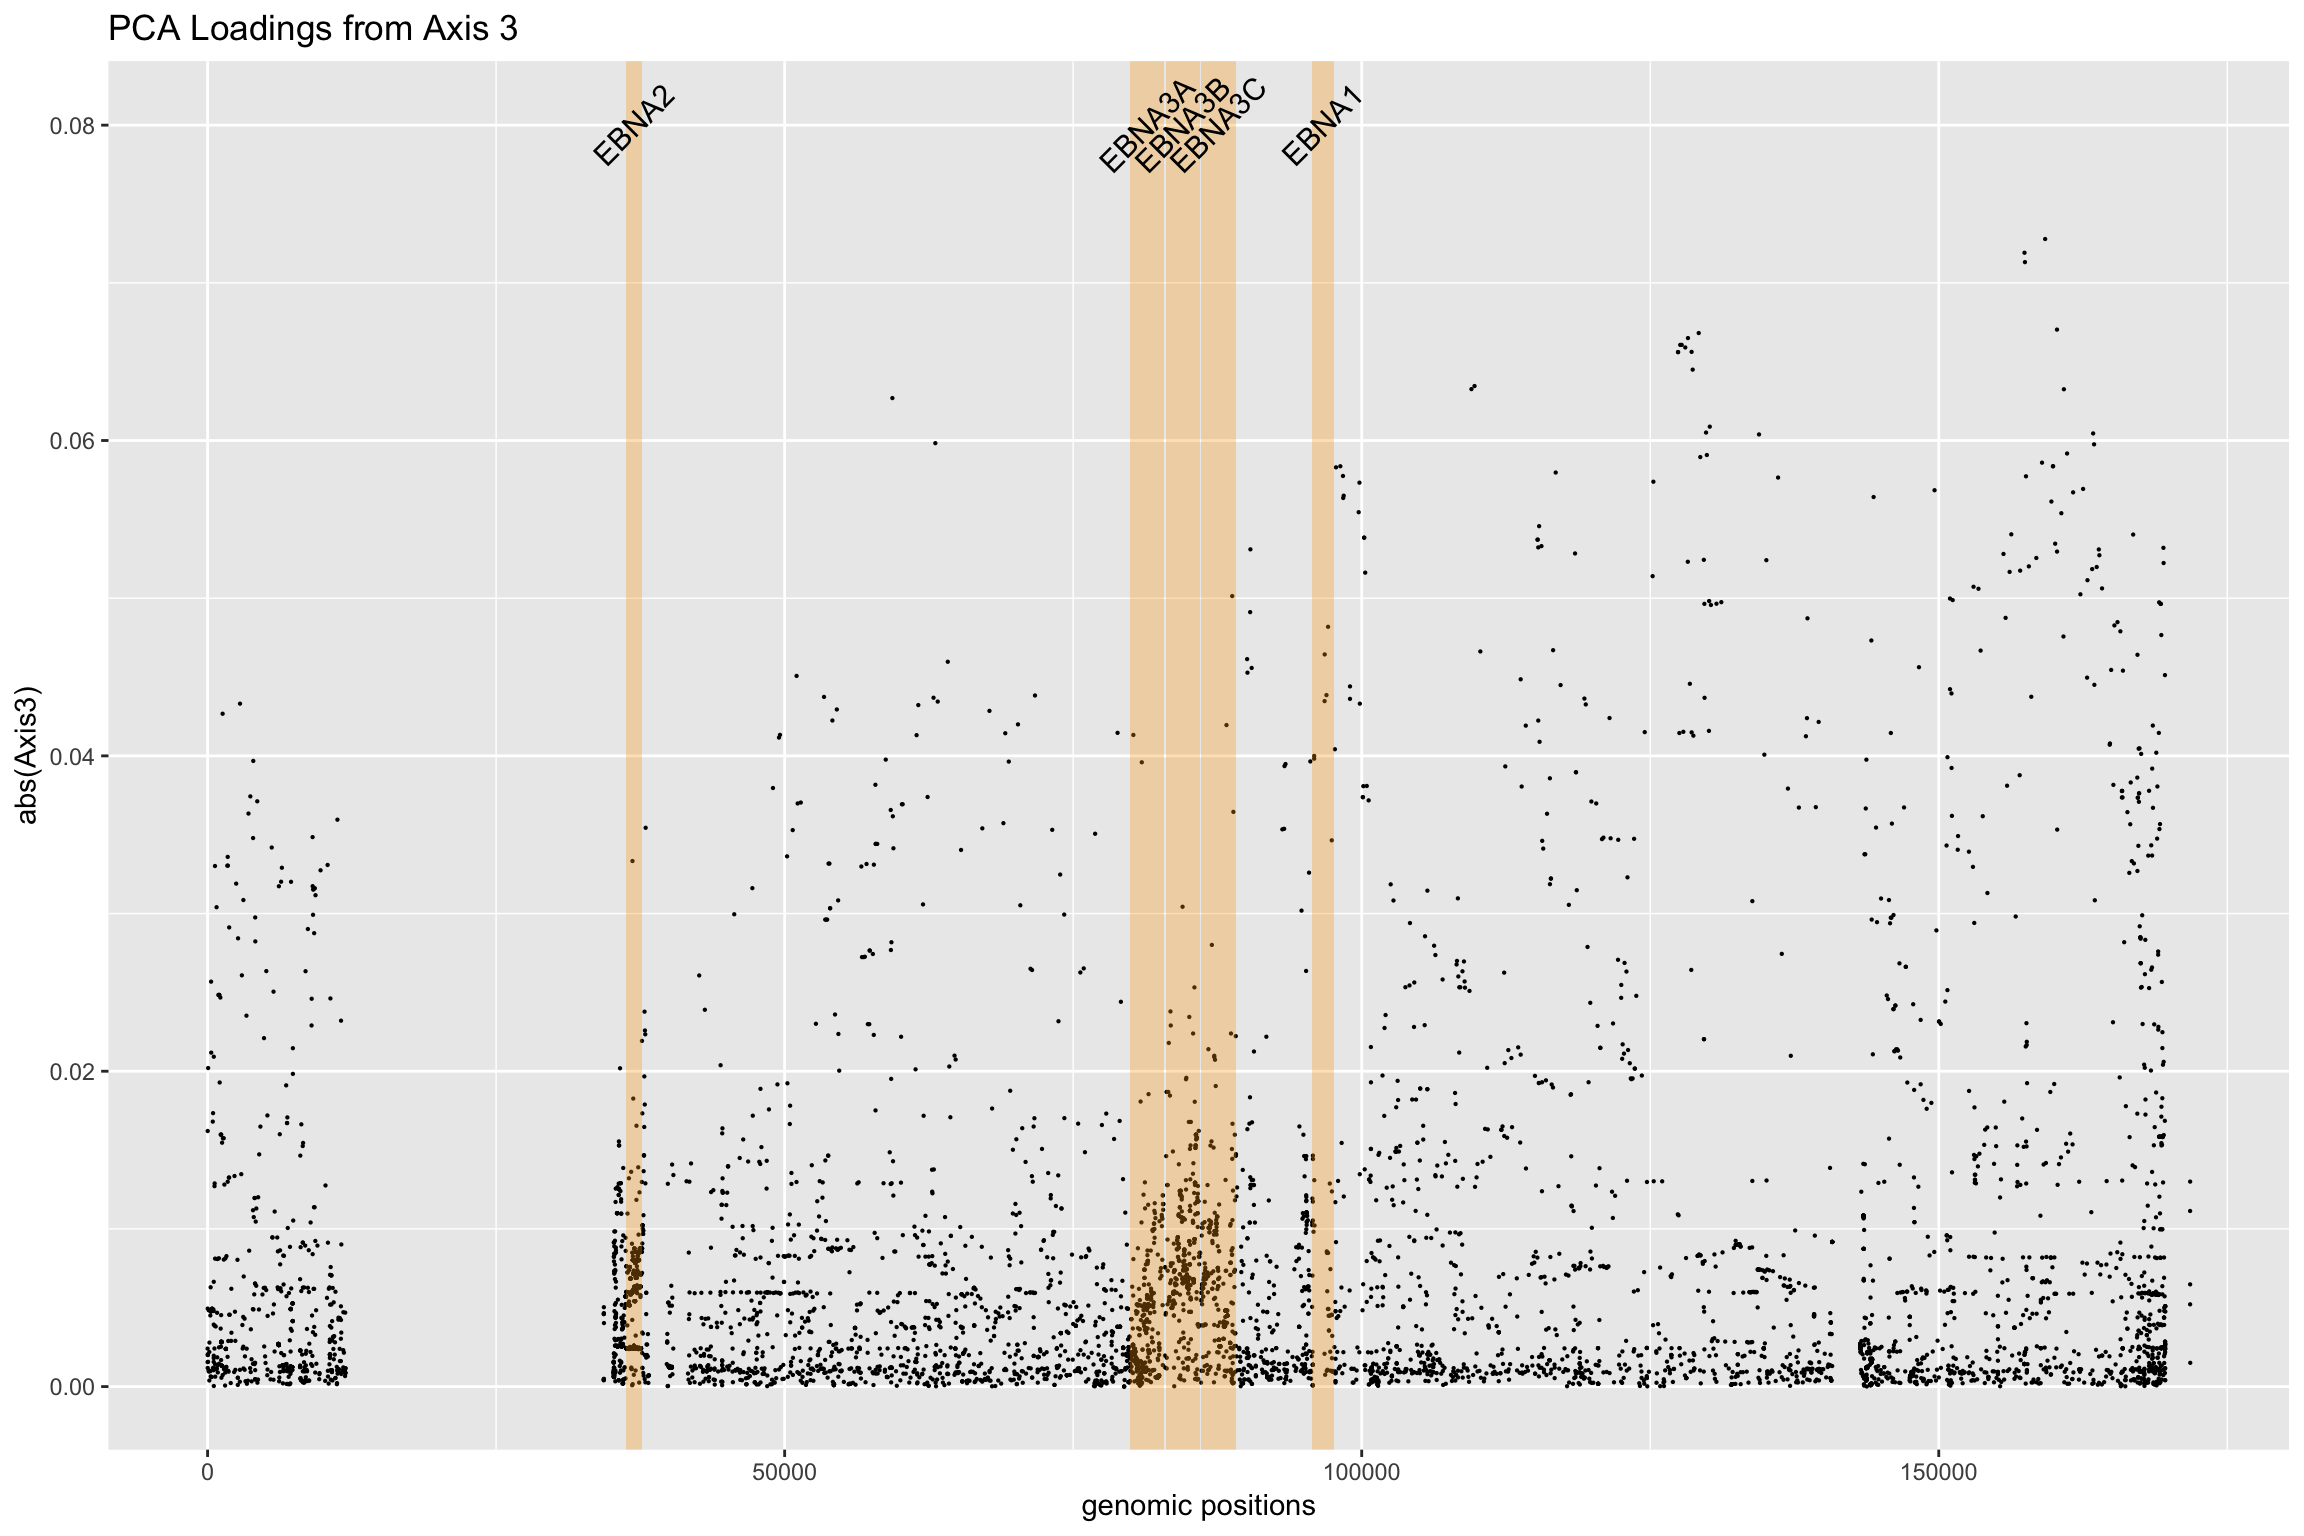 PCA Loadings from Axis 3
EBNA2
EBNA3A
EBNA3B
EBNA3C
EBNA1
0.08
0.06
0.04
0.02
0.00
abs(Axis3)
0
50000
100000
150000
genomic positions